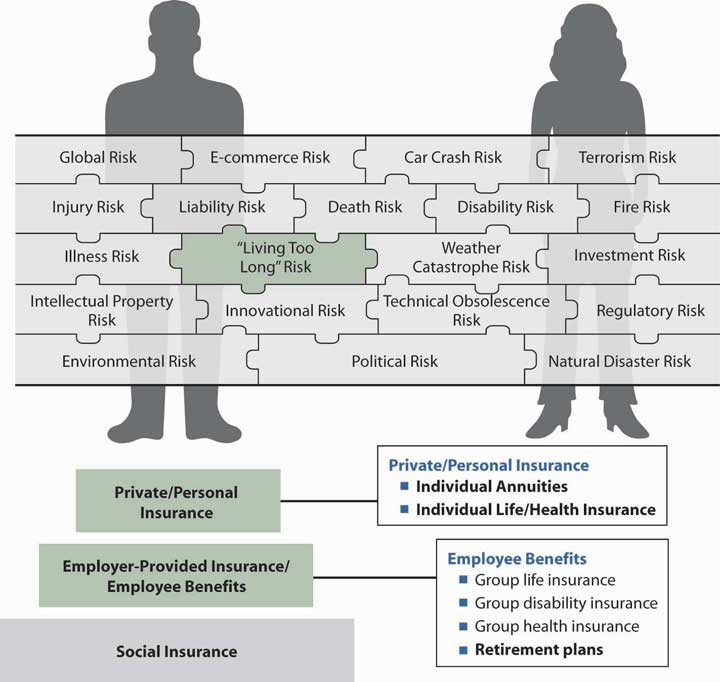 Global Risk
E-commerce Risk
Car Crash Risk
Terrorism Risk
Injury Risk
Liability Risk
Death Risk
Disability Risk
Fire Risk
Illness Risk
“Living Too
Long” Risk
Weather
Catastrophe Risk
Investment Risk
Intellectual Property
Risk
Innovational Risk
Technical Obsolescence
Risk
Regulatory Risk
Environmental Risk
Political Risk
Natural Disaster Risk
Private/Personal
Insurance
Private/Personal Insurance
Individual Annuities
Individual Life/Health Insurance
Employer-Provided Insurance/
Employee Benefits
Employee Benefits
Group life insurance
Group disability insurance
Group health insurance
Retirement plans
Social Insurance